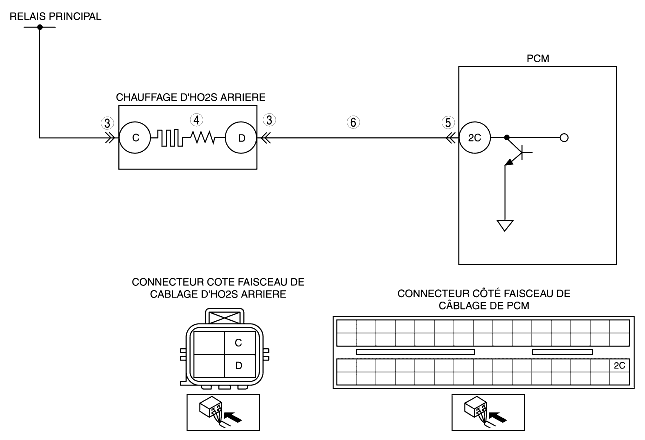 RELAIS PRINCIPAL
PCM
CHAUFFAGE D'HO2S ARRIERE
3
C
4
D
3
6
5
2C
CONNECTEUR COTE FAISCEAU DE
CABLAGE D'HO2S ARRIERE
C
D
CONNECTEUR CÔTÉ FAISCEAU DE
CÂBLAGE DE PCM
2C